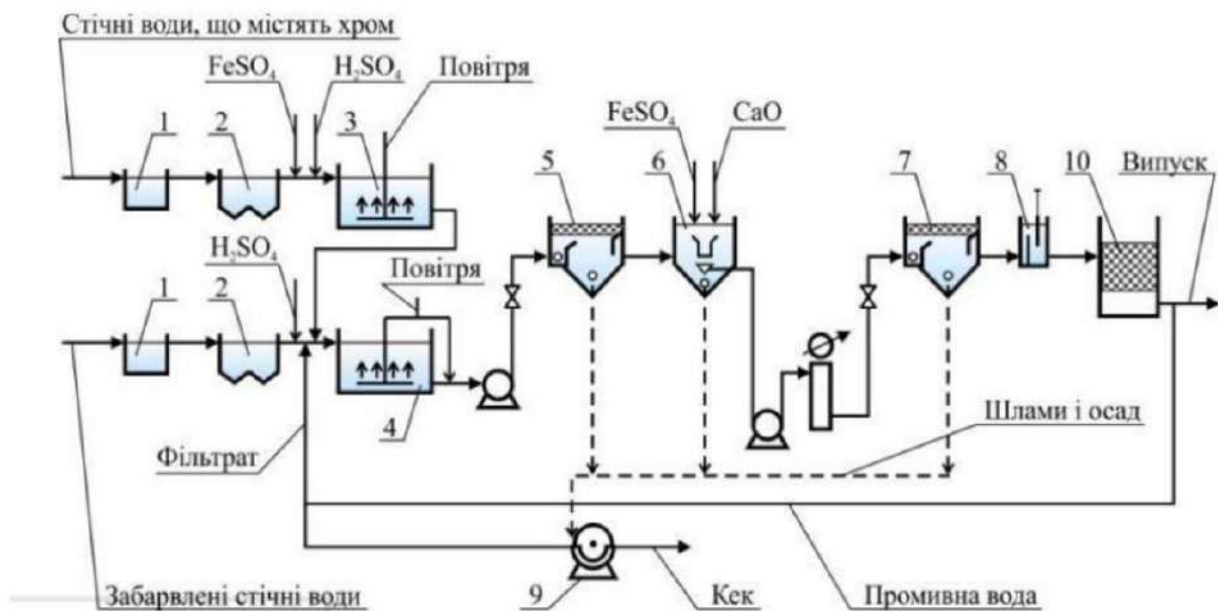 Стічні води, що містять хром
FeSO₄
H₂SO₄
Повітря
1
2
3
FeSO₄
CaO
5
6
7
8
10
Випуск
H₂SO₄
Повітря
1
2
4
Фільтрат
Шлами і осад
Забарвлені стічні води
9
Кек
Промивна вода